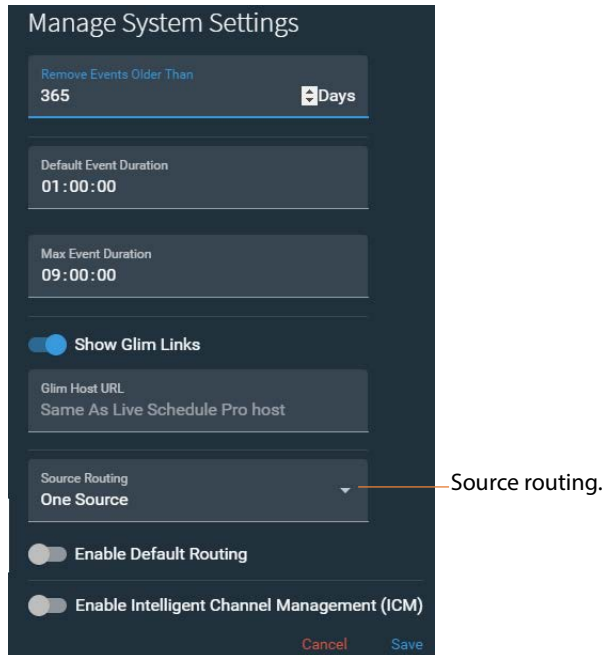 Manage System Settings
Remove Events Older Than
365 Days
Default Event Duration
01:00:00
Max Event Duration
09:00:00
Show Glim Links
Glim Host URL
Same As Live Schedule Pro host
Source Routing
One Source
Source routing.
Enable Default Routing
Enable Intelligent Channel Management (ICM)
Cancel Save